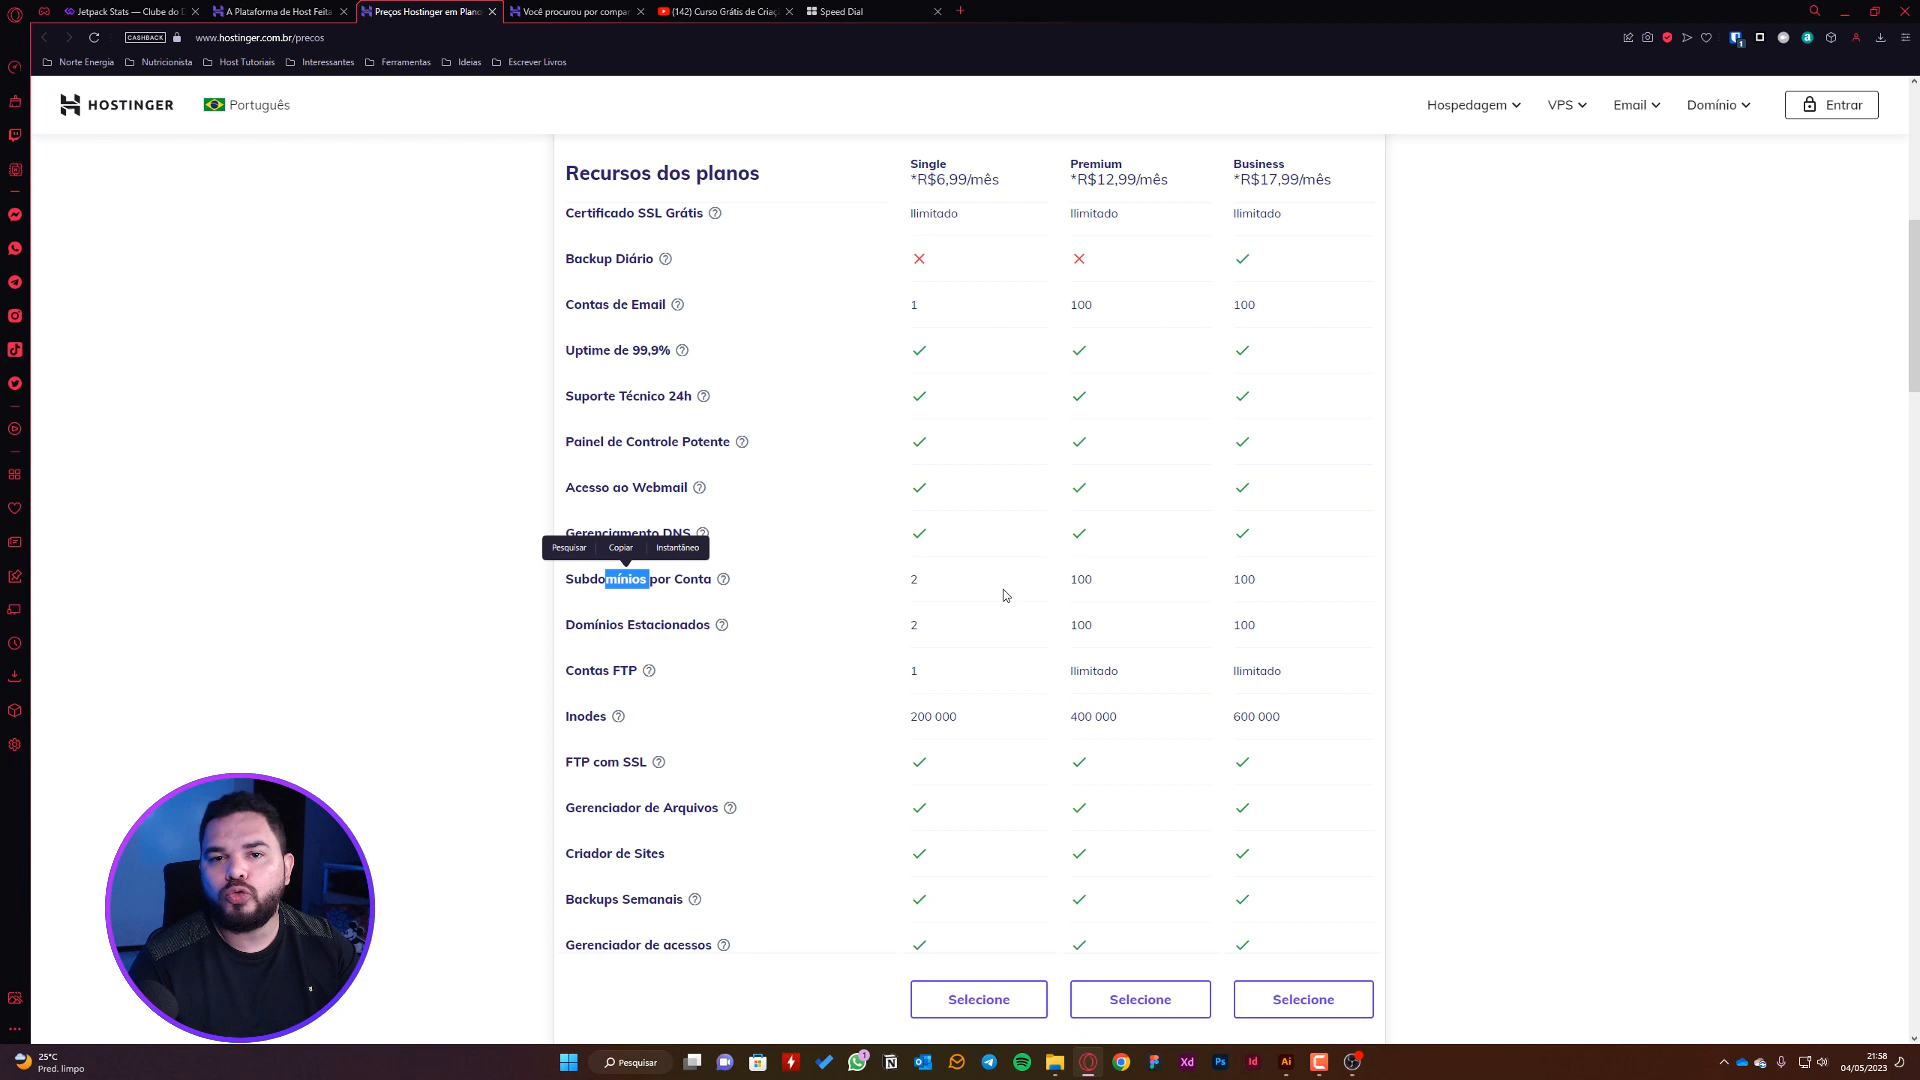 Jetpack Stats — Clube do D
A Plataforma de Host Feita
Preços Hostinger em Plano
Você procurou por compar
(142) Curso Grátis de Criaç
Speed Dial
CASHBACK
www.hostinger.com.br/precos
Norte Energia
Nutricionista
Host Tutoriais
Interessantes
Ferramentas
Ideias
Escrever Livros
HOSTINGER
Português
Hospedagem
VPS
Email
Domínio
Entrar
Recursos dos planos
Single
*R$6,99/mês
Premium
*R$12,99/mês
Business
*R$17,99/mês
Certificado SSL Grátis Ilimitado Ilimitado Ilimitado
Backup Diário
Contas de Email 1 100 100
Uptime de 99,9%
Suporte Técnico 24h
Painel de Controle Potente
Acesso ao Webmail
Gerenciamento DNS
Pesquisar Copiar Instantâneo
Subdomínios por Conta 2 100 100
Domínios Estacionados 2 100 100
Contas FTP 1 Ilimitado Ilimitado
Inodes 200 000 400 000 600 000
FTP com SSL
Gerenciador de Arquivos
Criador de Sites
Backups Semanais
Gerenciador de acessos
Selecione Selecione Selecione
25°C
Pred. limpo
Pesquisar
1
Xd
Ps
Id
Ai
21:58
04/05/2023